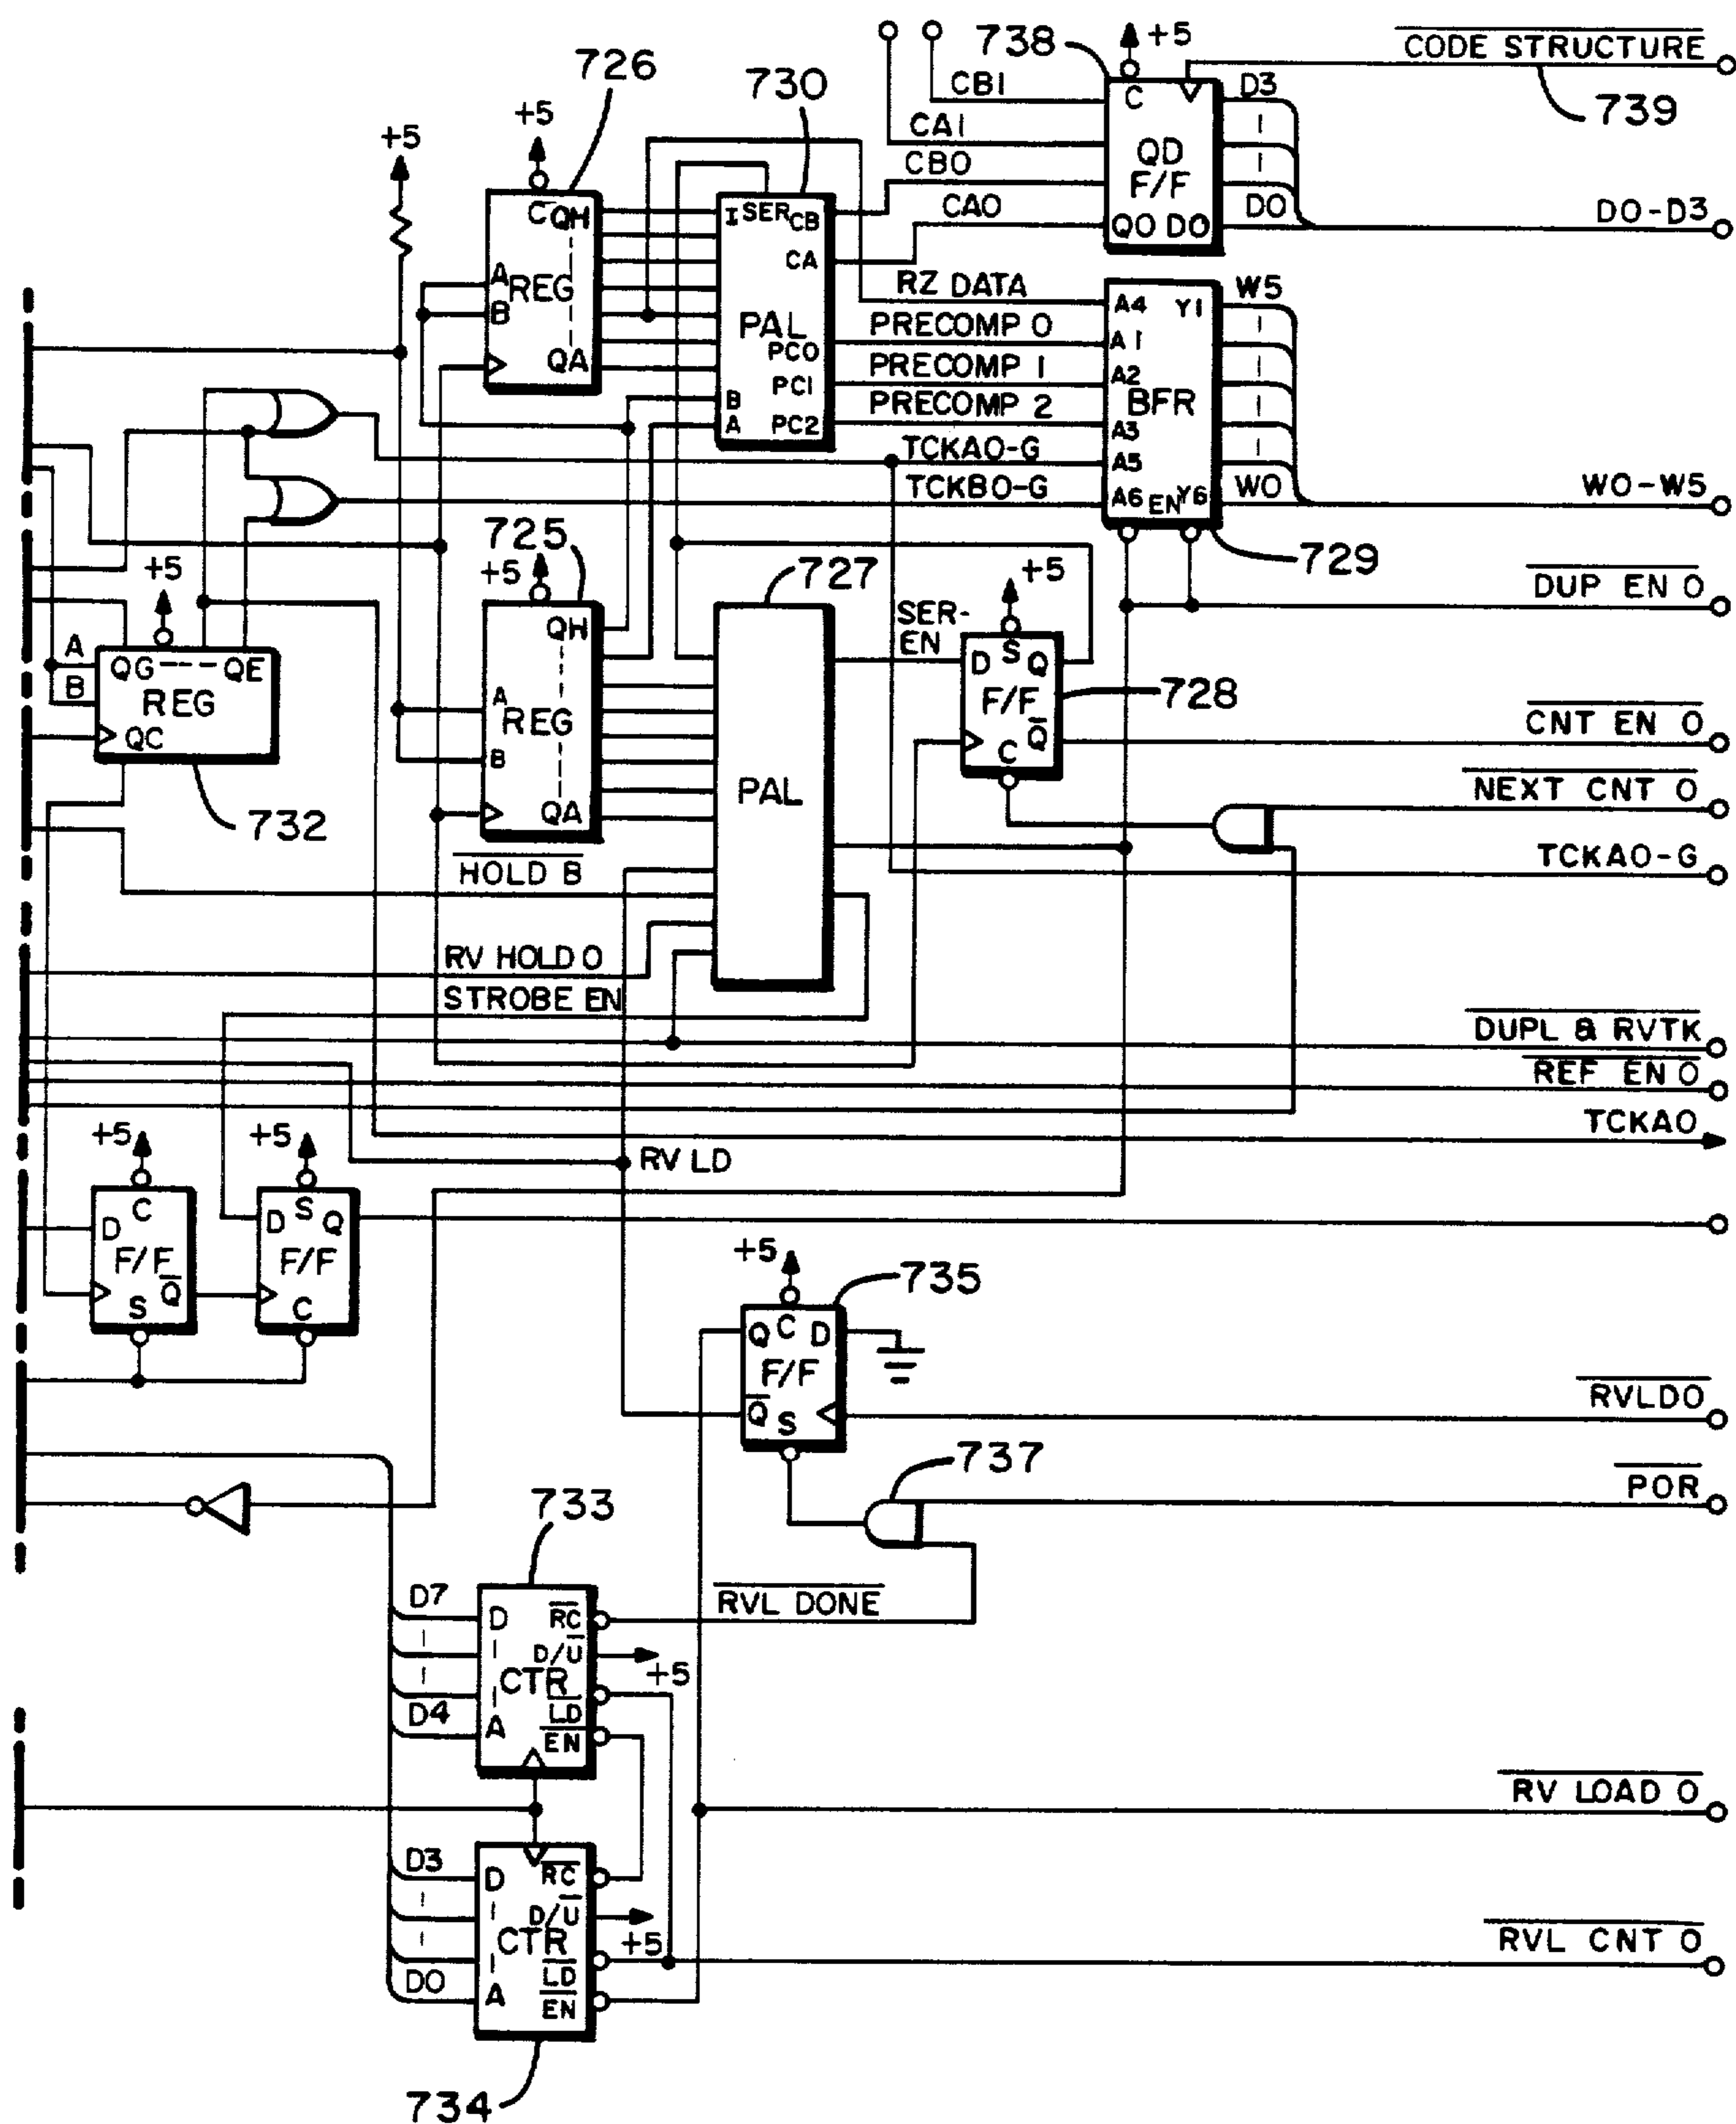 738
+5
CODE STRUCTURE
739
726
730
CB1
C
D3
+5
+5
CA1
QD
F/F
CB0
CA0
Q0 D0
D0
D0-D3
C QH
A
B
REG
QA
I SER CB
CA
PAL
PC0
PC1
B
A
PC2
RZ DATA
PRECOMP 0
PRECOMP 1
PRECOMP 2
TCKA0-G
TCKB0-G
A4 Y1
A1
A2
BFR
A3
A5
A6 EN Y6
W5
W0
W0-W5
729
DUP EN 0
725
+5
727
+5
+5
SER-
EN
QH
A
REG
B
QA
PAL
D S Q
F/F
C Q
728
CNT EN 0
NEXT CNT 0
TCKA0-G
A
B
QG --- QE
REG
QC
732
HOLD B
RV HOLD 0
STROBE EN
DUPL & RVTK
REF EN 0
TCKA0
RV LD
+5
+5
D C
F/F
S Q
D S Q
F/F
C
+5
735
Q C D
F/F
Q S
RVLD0
737
POR
733
D7
D4
D RC
D/U
CTR
LD
A EN
+5
RVL DONE
RV LOAD 0
D3
D0
D RC
D/U
CTR
LD
A EN
+5
RVL CNT 0
734